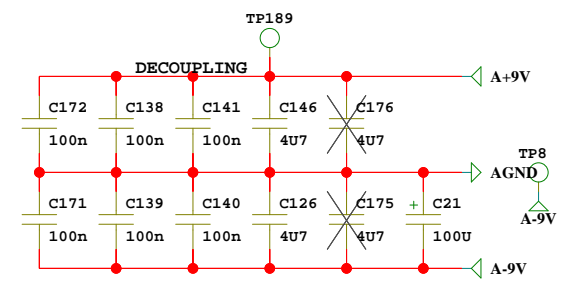 TP189
DECOUPLING
A+9V
C172 C138 C141 C146 C176
100n 100n 100n 4U7 4U7
TP8
AGND
C171 C139 C140 C126 C175 + C21
A-9V
100n 100n 100n 4U7 4U7 100U
A-9V